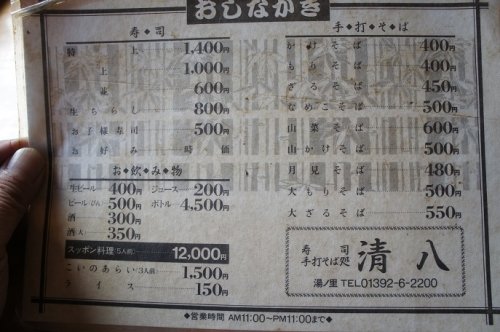 おしながき
寿◆司
特上 1,400円
上 1,000円
並 600円
生ちらし 800円
お子様寿司 500円
お好み 時価
お◆飲◆み◆物
生ビール 400円 ジュース 200円
ビールびん 500円 ボトル 4,500円
酒 300円
酒(大) 350円
スッポン料理(5人前) 12,000円
こいのあらい(3人前) 1,500円
ライス 150円
手◆打◆そ◆ば
かけそば 400円
もりそば 400円
ざるそば 450円
なめこそば 500円
山菜そば 600円
山かけそば 500円
月見そば 480円
大もりそば 500円
大ざるそば 550円
寿司
手打そば処 清八
湯ノ里 TEL01392-6-2200
◆営業時間 AM11:00〜PM11:00まで◆